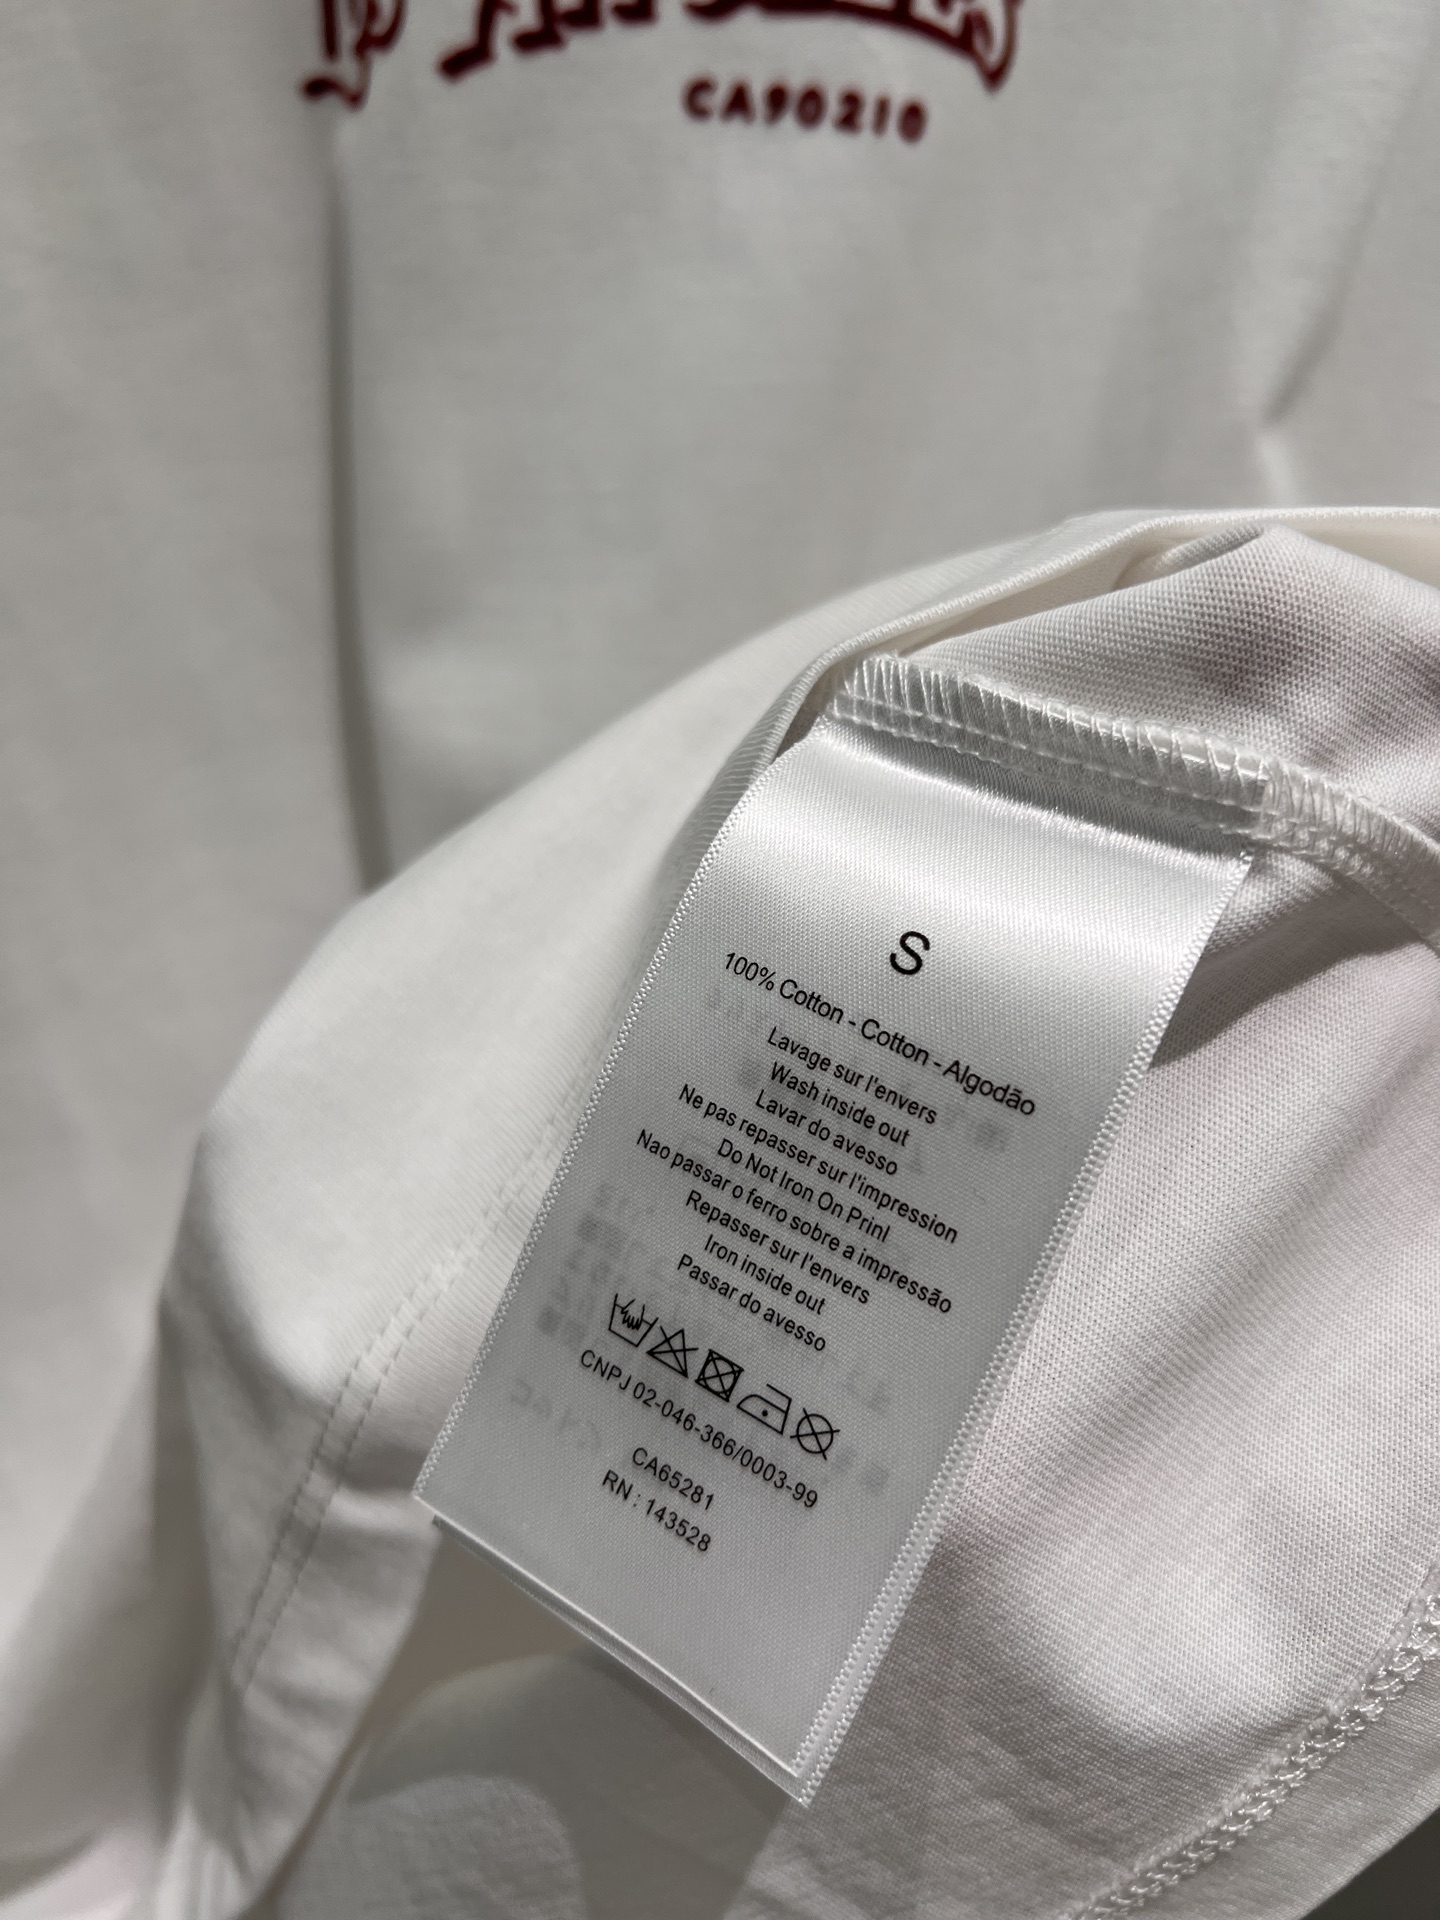 ANGELES
CA90210
S
100% Cotton - Cotton - Algodão
Lavage sur l'envers
Wash inside out
Lavar do avesso
Ne pas repasser sur l'impression
Do Not Iron On Prinl
Nao passar o ferro sobre a impressão
Repasser sur l'envers
Iron inside out
Passar do avesso
CNPJ 02-046-366/0003-99
CA65281
RN : 143528